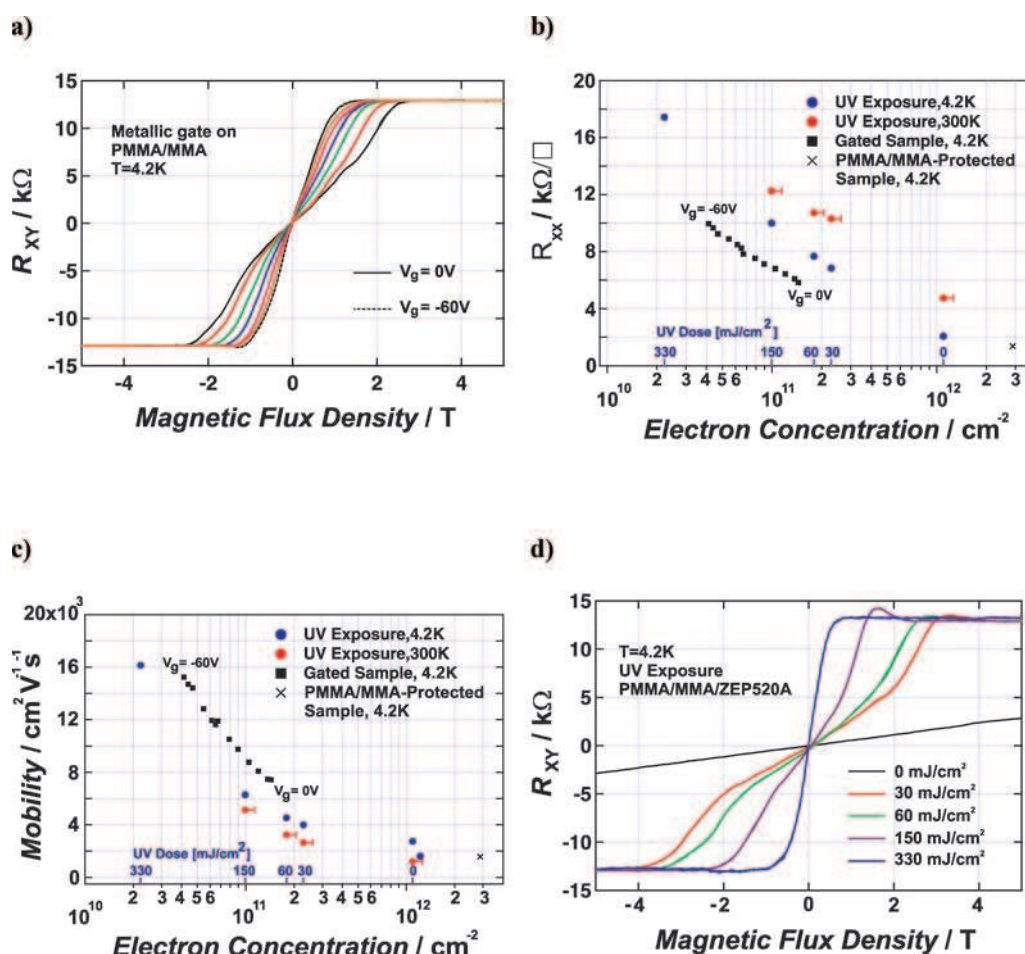 a)
15
10
5
0
-5
-10
-15
R_XY / kΩ
Metallic gate on
PMMA/MMA
T=4.2K
V_g= 0V
V_g= -60V
-4 -2 0 2 4
Magnetic Flux Density / T
b)
20
16
12
8
4
0
R_xx / kΩ/□
UV Exposure,4.2K
UV Exposure,300K
Gated Sample, 4.2K
PMMA/MMA-Protected
Sample, 4.2K
V_g= -60V
V_g= 0V
UV Dose [mJ/cm²]
330 150 60 30 0
2 3 4 5 6 2 3 4 5 6 2 3
10^10 10^11 10^12
Electron Concentration / cm^-2
c)
20x10³
16
12
8
4
0
Mobility / cm² V^-1 s^-1
UV Exposure,4.2K
UV Exposure,300K
Gated Sample, 4.2K
PMMA/MMA-Protected
Sample, 4.2K
V_g= -60V
V_g= 0V
UV Dose [mJ/cm²]
330 150 60 30 0
2 3 4 5 6 2 3 4 5 6 2 3
10^10 10^11 10^12
Electron Concentration / cm^-2
d)
15
10
5
0
-5
-10
-15
R_XY / kΩ
T=4.2K
UV Exposure
PMMA/MMA/ZEP520A
0 mJ/cm²
30 mJ/cm²
60 mJ/cm²
150 mJ/cm²
330 mJ/cm²
-4 -2 0 2 4
Magnetic Flux Density / T